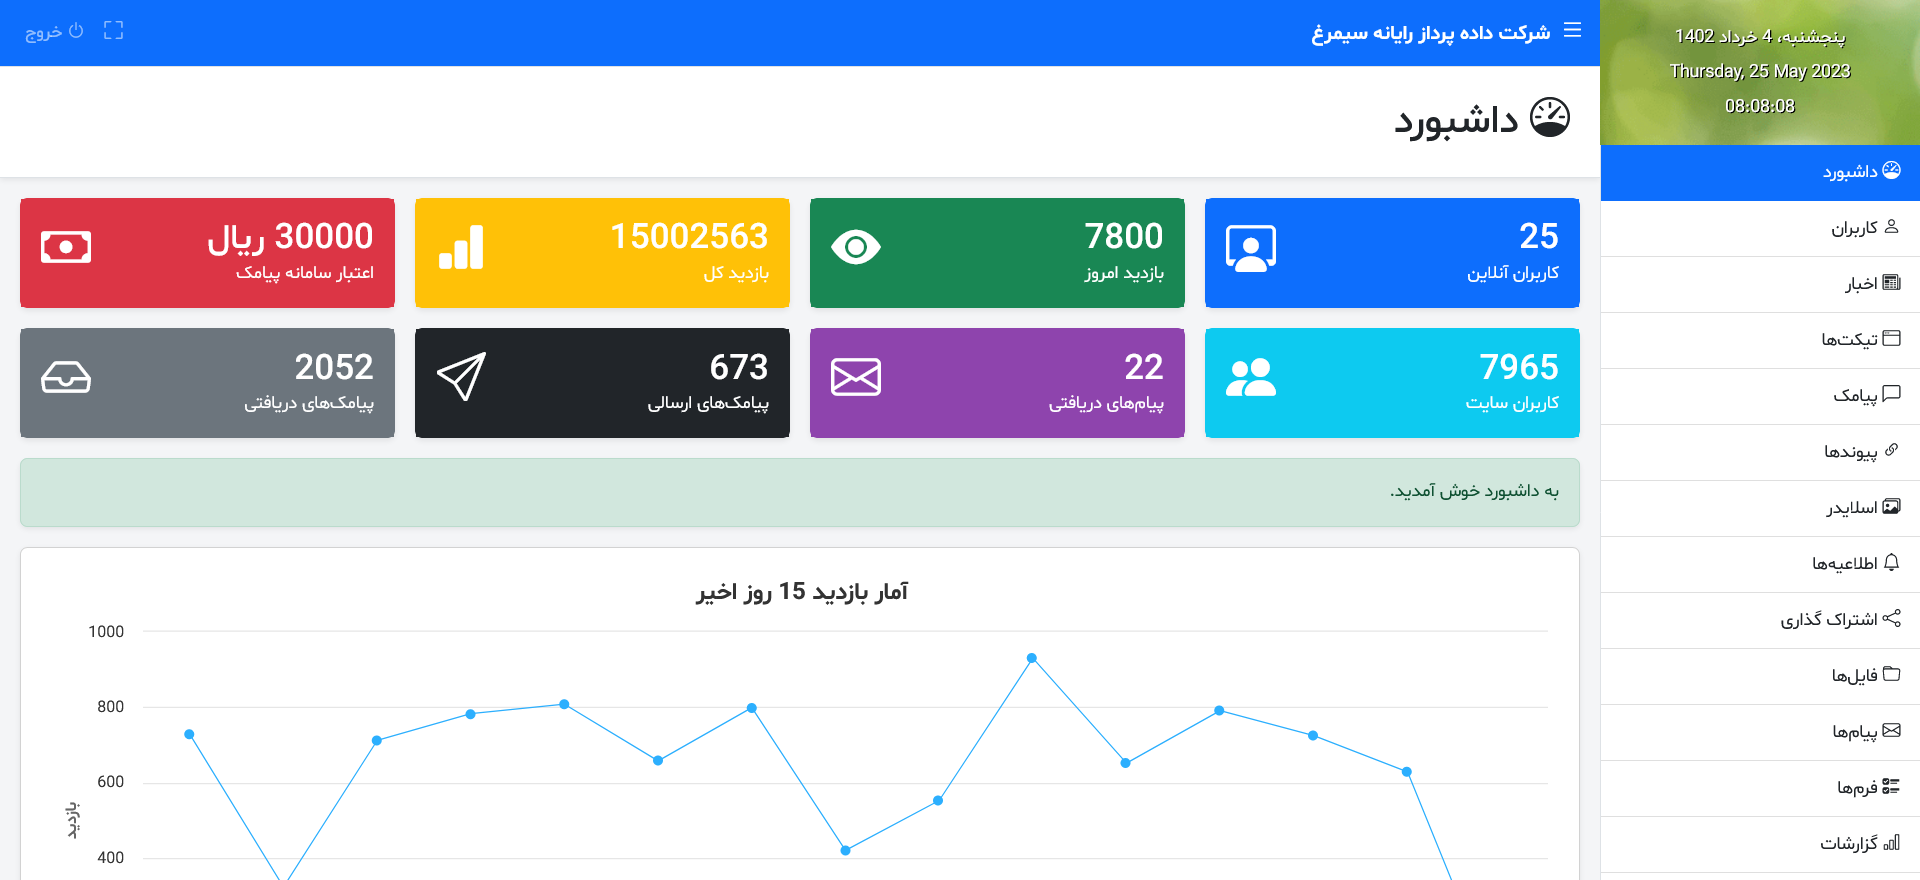 شرکت داده پرداز رایانه سیمرغ
خروج
پنجشنبه، 4 خرداد 1402
Thursday, 25 May 2023
08:08:08
داشبورد
کاربران
اخبار
تیکت‌ها
پیامک
پیوندها
اسلایدر
اطلاعیه‌ها
اشتراک گذاری
فایل‌ها
پیام‌ها
فرم‌ها
گزارشات
داشبورد
25
کاربران آنلاین
7800
بازدید امروز
15002563
بازدید کل
30000 ریال
اعتبار سامانه پیامک
7965
کاربران سایت
22
پیام‌های دریافتی
673
پیامک‌های ارسالی
2052
پیامک‌های دریافتی
به داشبورد خوش آمدید.
آمار بازدید 15 روز اخیر
1000
800
600
400
بازدید